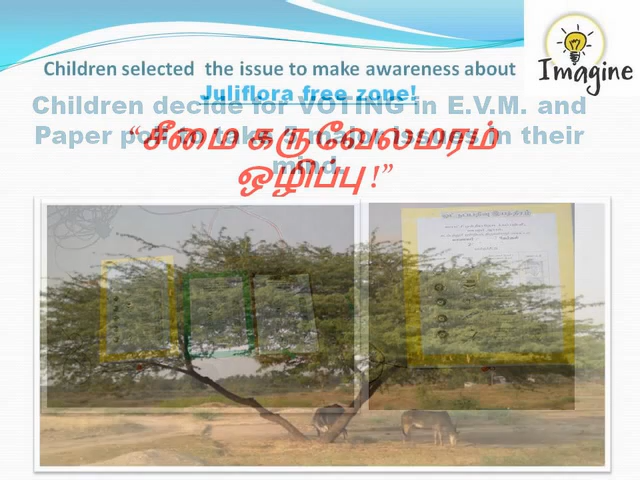 Imagine
Children selected the issue to make awareness about
Juliflora free zone!
Children decide for VOTING in E.V.M. and
Paper poll to take 5 major issues in their
mind.
“சீமை கருவேலமரம்
ஒழிப்பு !”